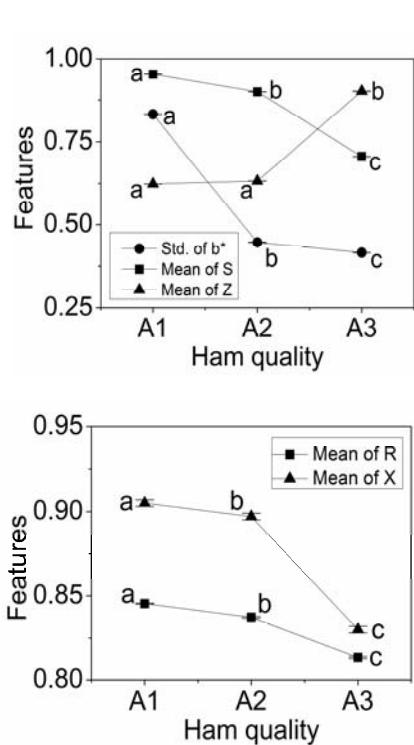 1.00
a
b
b
a
0.75
c
a
a
0.50
b
c
Std. of b*
Mean of S
Mean of Z
0.25
A1 A2 A3
Features
Ham quality
0.95
Mean of R
Mean of X
a
b
0.90
a
b
0.85
c
c
0.80
A1 A2 A3
Features
Ham quality